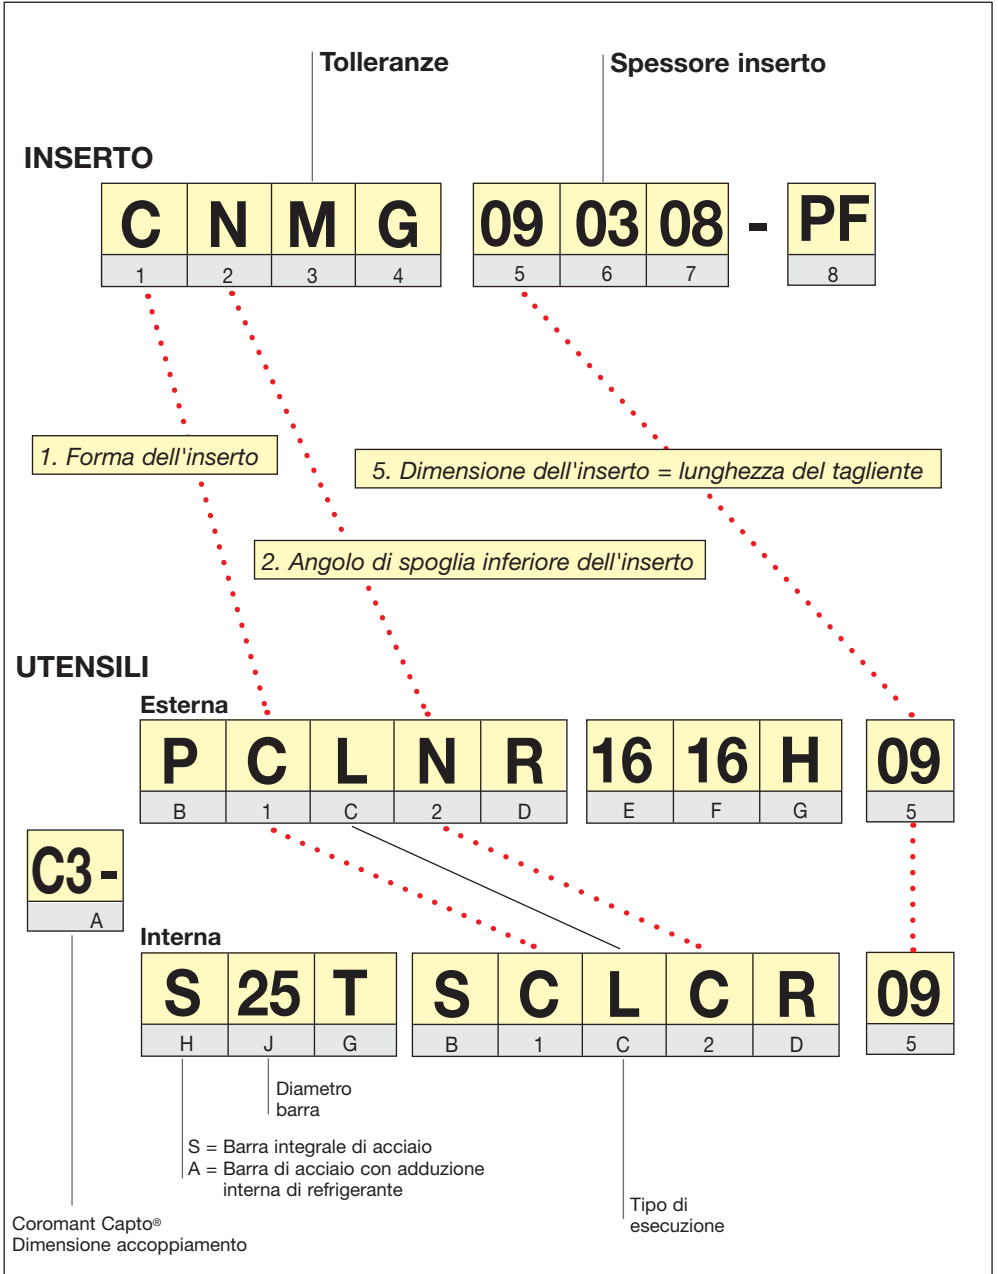 Tolleranze
Spessore inserto
INSERTO
C N M G 09 03 08 - PF
1 2 3 4 5 6 7 8
1. Forma dell'inserto
5. Dimensione dell'inserto = lunghezza del tagliente
2. Angolo di spoglia inferiore dell'inserto
UTENSILI
Esterna
P C L N R 16 16 H 09
B 1 C 2 D E F G 5
C3-
A
Interna
S 25 T S C L C R 09
H J G B 1 C 2 D 5
Diametro
barra
S = Barra integrale di acciaio
A = Barra di acciaio con adduzione
interna di refrigerante
Tipo di
esecuzione
Coromant Capto®
Dimensione accoppiamento